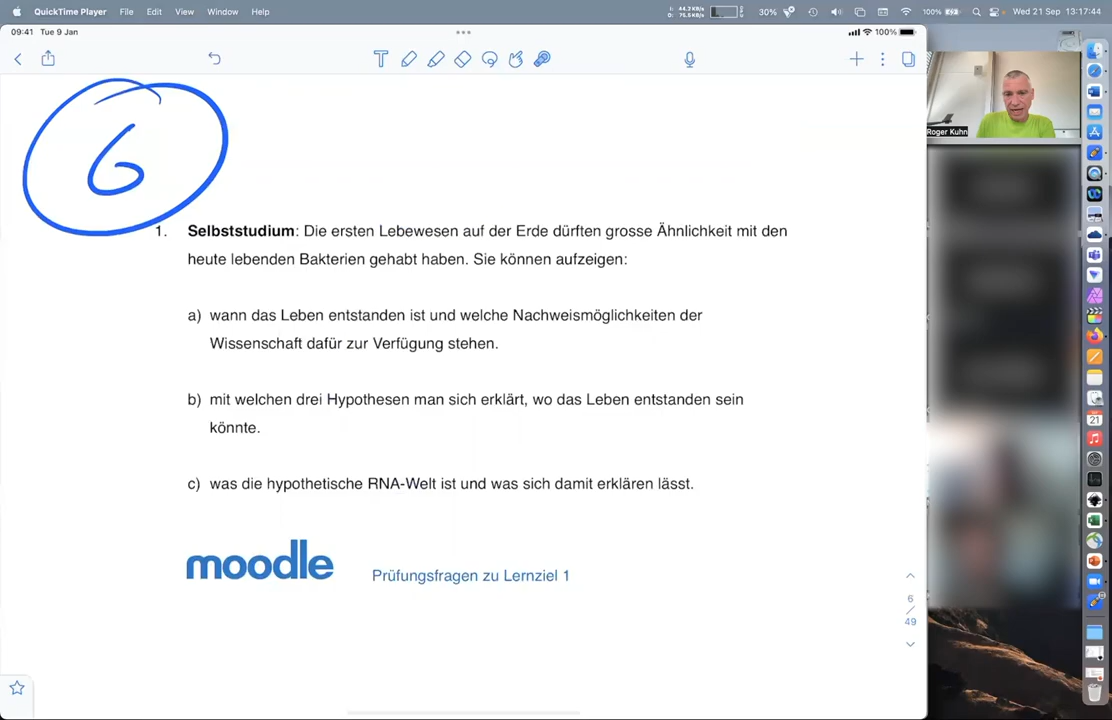 QuickTime Player File Edit View Window Help
30% 100% Wed 21 Sep 13:17:44
09:41 Tue 9 Jan
100%
Roger Kuhn
6
1. Selbststudium: Die ersten Lebewesen auf der Erde dürften grosse Ähnlichkeit mit den
heute lebenden Bakterien gehabt haben. Sie können aufzeigen:
a) wann das Leben entstanden ist und welche Nachweismöglichkeiten der
Wissenschaft dafür zur Verfügung stehen.
b) mit welchen drei Hypothesen man sich erklärt, wo das Leben entstanden sein
könnte.
c) was die hypothetische RNA-Welt ist und was sich damit erklären lässt.
moodle Prüfungsfragen zu Lernziel 1
6
/
49
21